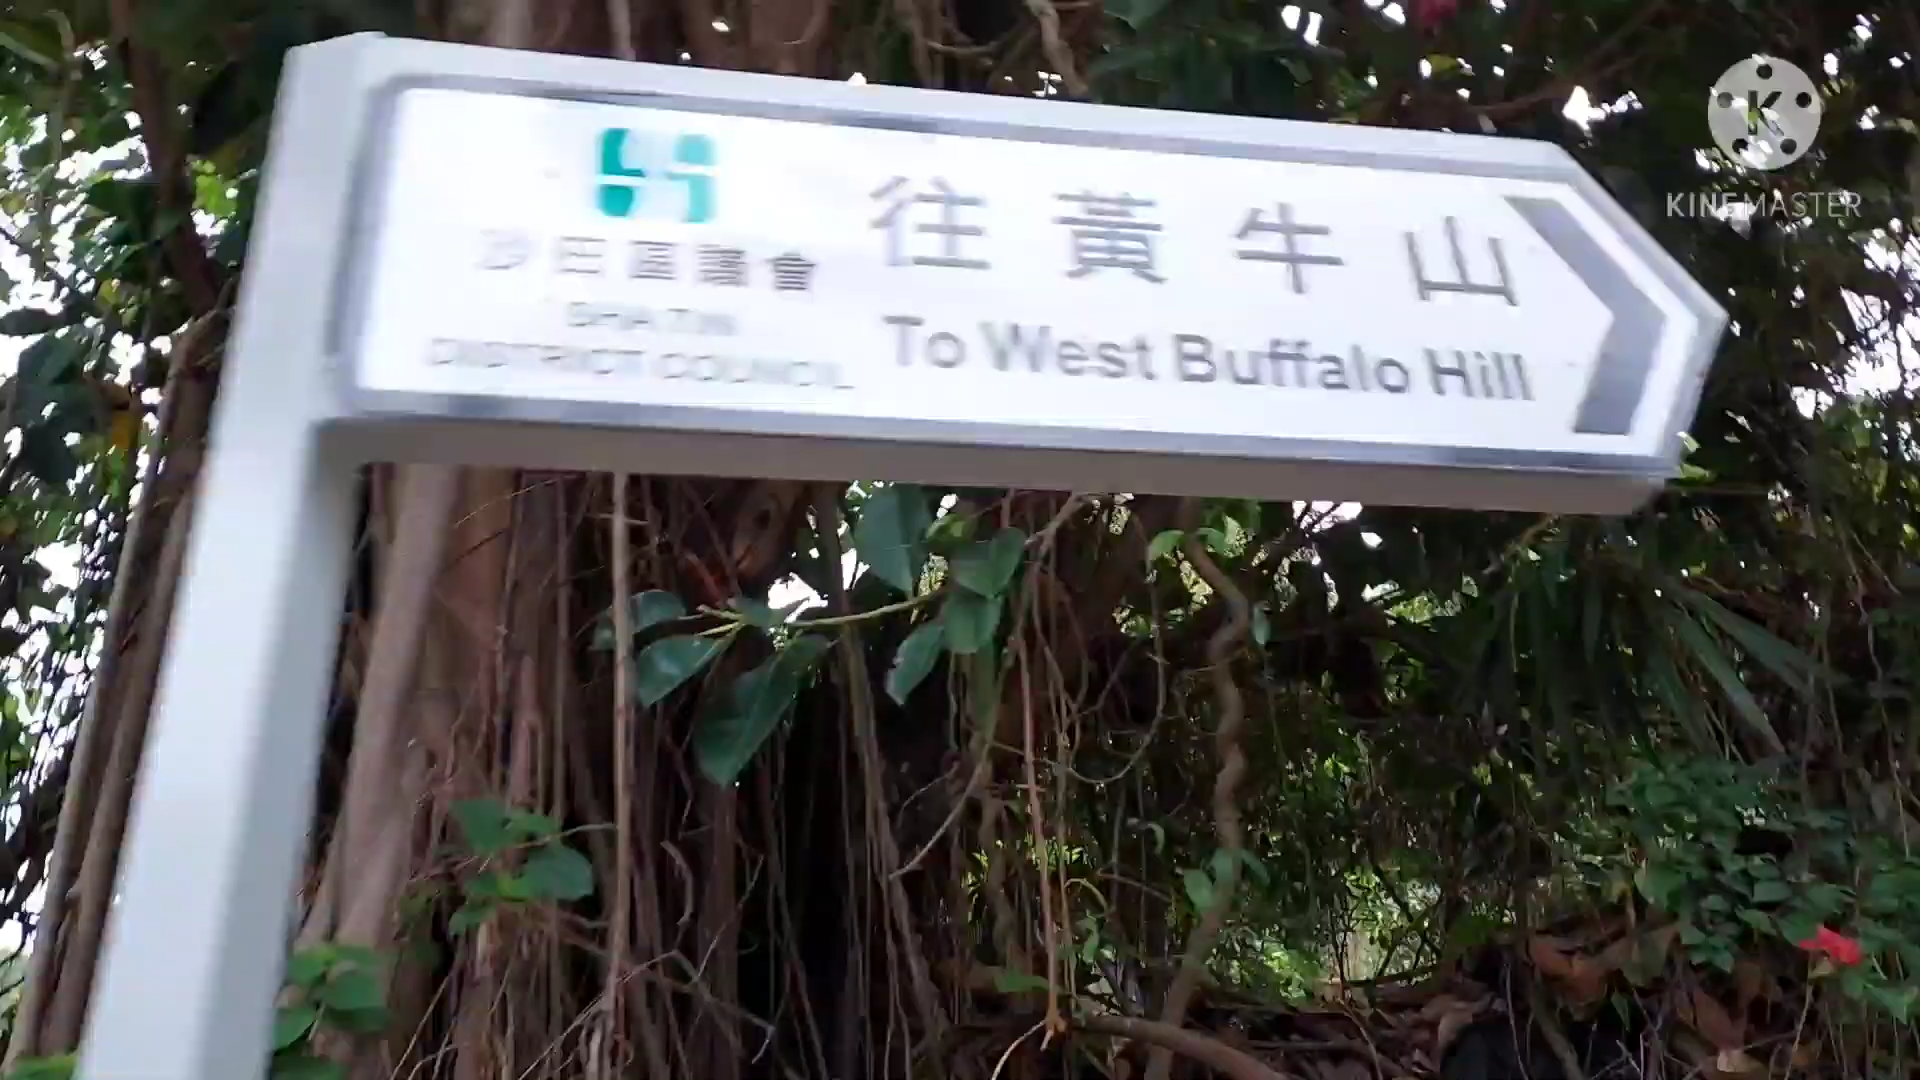 沙田區議會
SHA TIN
DISTRICT COUNCIL
往黃牛山
To West Buffalo Hill
KINEMASTER